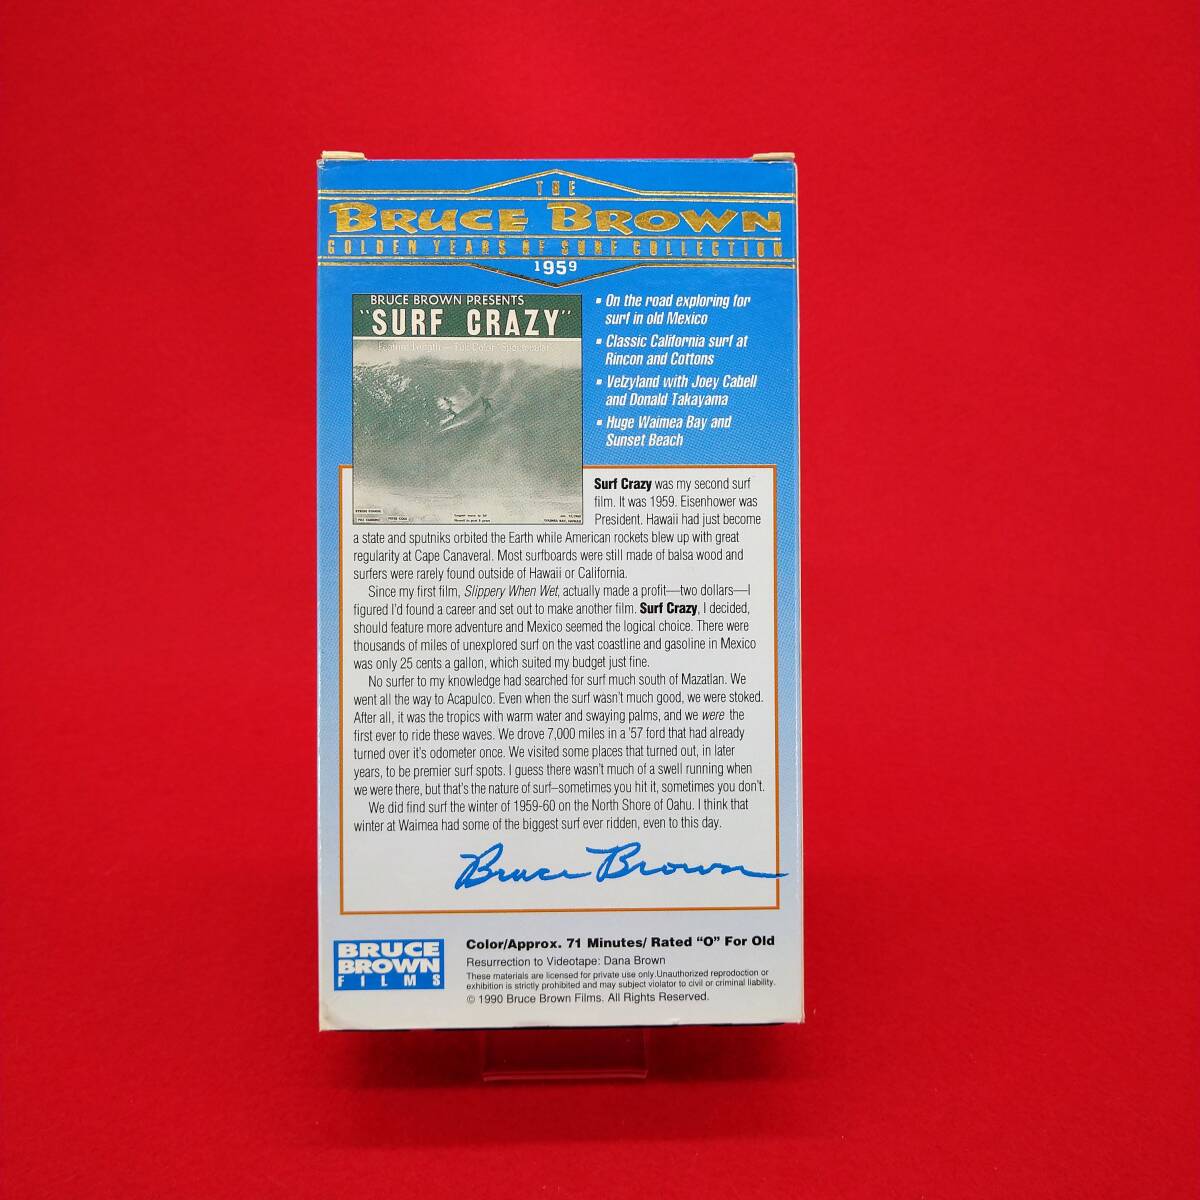 THE
BRUCE BROWN
GOLDEN YEARS OF SURF COLLECTION
1959
BRUCE BROWN PRESENTS
"SURF CRAZY"
Feature Length — Full Color Spectacular
• On the road exploring for
surf in old Mexico
• Classic California surf at
Rincon and Cottons
• Velzyland with Joey Cabell
and Donald Takayama
• Huge Waimea Bay and
Sunset Beach
Surf Crazy was my second surf
film. It was 1959. Eisenhower was
President. Hawaii had just become
a state and sputniks orbited the Earth while American rockets blew up with great
regularity at Cape Canaveral. Most surfboards were still made of balsa wood and
surfers were rarely found outside of Hawaii or California.
Since my first film, Slippery When Wet, actually made a profit—two dollars—I
figured I'd found a career and set out to make another film. Surf Crazy, I decided,
should feature more adventure and Mexico seemed the logical choice. There were
thousands of miles of unexplored surf on the vast coastline and gasoline in Mexico
was only 25 cents a gallon, which suited my budget just fine.
No surfer to my knowledge had searched for surf much south of Mazatlan. We
went all the way to Acapulco. Even when the surf wasn't much good, we were stoked.
After all, it was the tropics with warm water and swaying palms, and we were the
first ever to ride these waves. We drove 7,000 miles in a '57 ford that had already
turned over it's odometer once. We visited some places that turned out, in later
years, to be premier surf spots. I guess there wasn't much of a swell running when
we were there, but that's the nature of surf–sometimes you hit it, sometimes you don't.
We did find surf the winter of 1959-60 on the North Shore of Oahu. I think that
winter at Waimea had some of the biggest surf ever ridden, even to this day.
Bruce Brown
BRUCE
BROWN
FILMS
Color/Approx. 71 Minutes/ Rated "O" For Old
Resurrection to Videotape: Dana Brown
These materials are licensed for private use only.Unauthorized reprodoction or
exhibition is strictly prohibited and may subject violator to civil or criminal liability.
© 1990 Bruce Brown Films. All Rights Reserved.